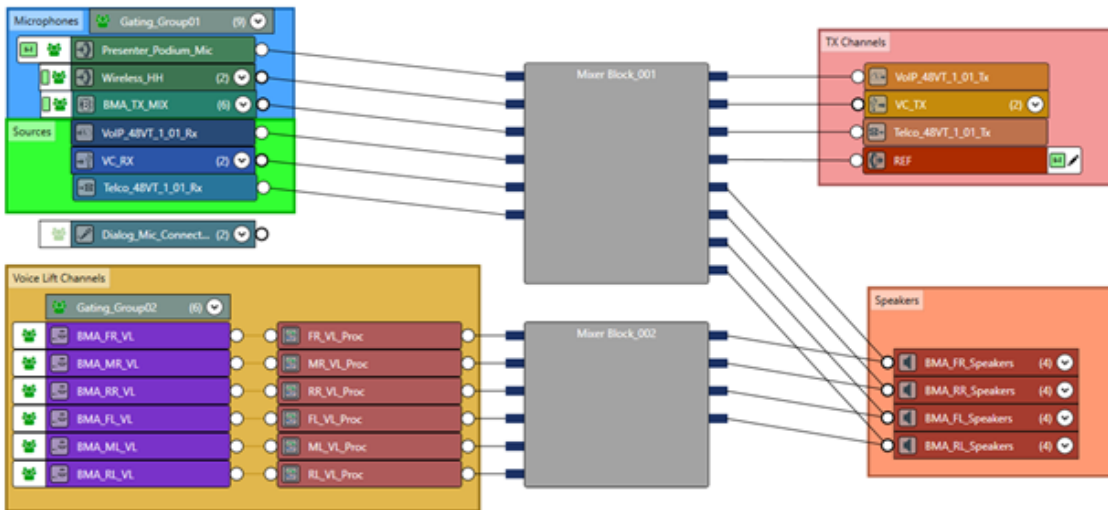 Microphones
Gating_Group01 (9)
Presenter_Podium_Mic
Wireless_HH (2)
BMA_TX_MIX (6)
Sources
VoIP_48VT_1_01_Rx
VC_RX (2)
Telco_48VT_1_01_Rx
Dialog_Mic_Connect... (2)
Mixer Block_001
TX Channels
VoIP_48VT_1_01_Tx
VC_TX (2)
Telco_48VT_1_01_Tx
REF
Voice Lift Channels
Gating_Group02 (6)
BMA_FR_VL FR_VL_Proc
BMA_MR_VL MR_VL_Proc
BMA_RR_VL RR_VL_Proc
BMA_FL_VL FL_VL_Proc
BMA_ML_VL ML_VL_Proc
BMA_RL_VL RL_VL_Proc
Mixer Block_002
Speakers
BMA_FR_Speakers (4)
BMA_RR_Speakers (4)
BMA_FL_Speakers (4)
BMA_RL_Speakers (4)